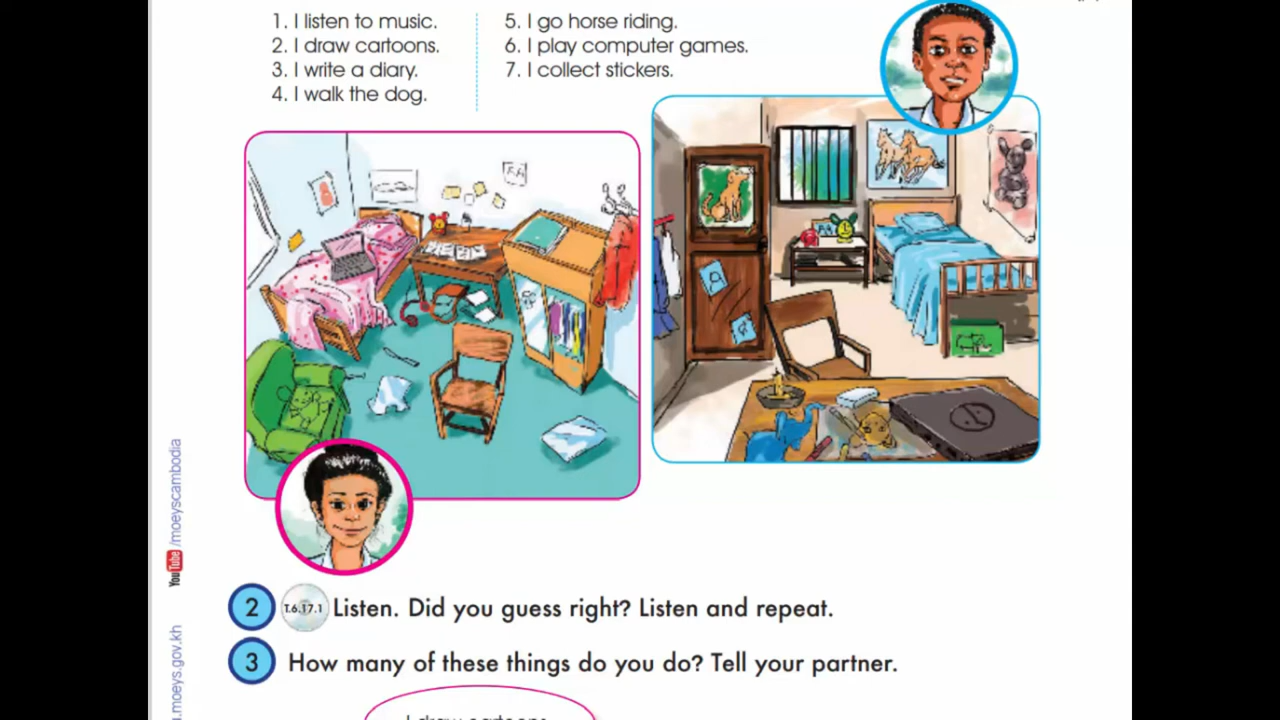 1. I listen to music.
2. I draw cartoons.
3. I write a diary.
4. I walk the dog.
5. I go horse riding.
6. I play computer games.
7. I collect stickers.
YouTube /moeyscambodia
.moeys.gov.kh
2 T.6.17.1 Listen. Did you guess right? Listen and repeat.
3 How many of these things do you do? Tell your partner.
I draw cartoons